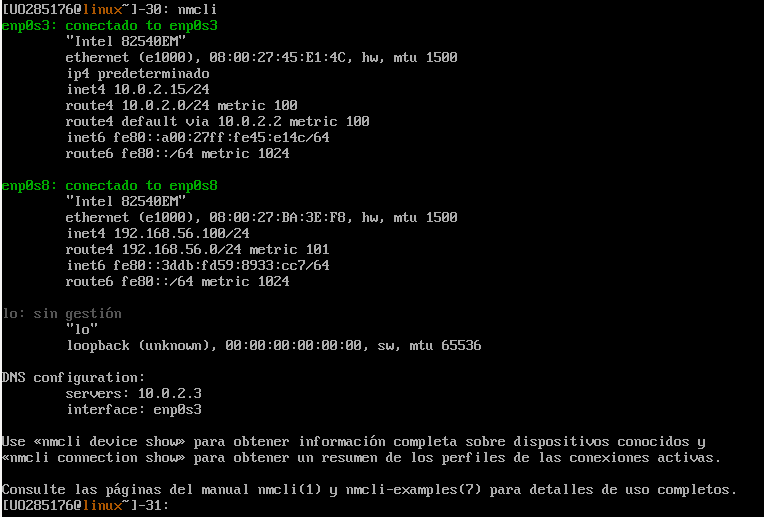 [UO285176@linux~]-30: nmcli
enp0s3: conectado to enp0s3
"Intel 82540EM"
ethernet (e1000), 08:00:27:45:E1:4C, hw, mtu 1500
ip4 predeterminado
inet4 10.0.2.15/24
route4 10.0.2.0/24 metric 100
route4 default via 10.0.2.2 metric 100
inet6 fe80::a00:27ff:fe45:e14c/64
route6 fe80::/64 metric 1024
enp0s8: conectado to enp0s8
"Intel 82540EM"
ethernet (e1000), 08:00:27:BA:3E:F8, hw, mtu 1500
inet4 192.168.56.100/24
route4 192.168.56.0/24 metric 101
inet6 fe80::3ddb:fd59:8933:cc7/64
route6 fe80::/64 metric 1024
lo: sin gestión
"lo"
loopback (unknown), 00:00:00:00:00:00, sw, mtu 65536
DNS configuration:
servers: 10.0.2.3
interface: enp0s3
Use «nmcli device show» para obtener información completa sobre dispositivos conocidos y
«nmcli connection show» para obtener un resumen de los perfiles de las conexiones activas.
Consulte las páginas del manual nmcli(1) y nmcli-examples(7) para detalles de uso completos.
[UO285176@linux~]-31: